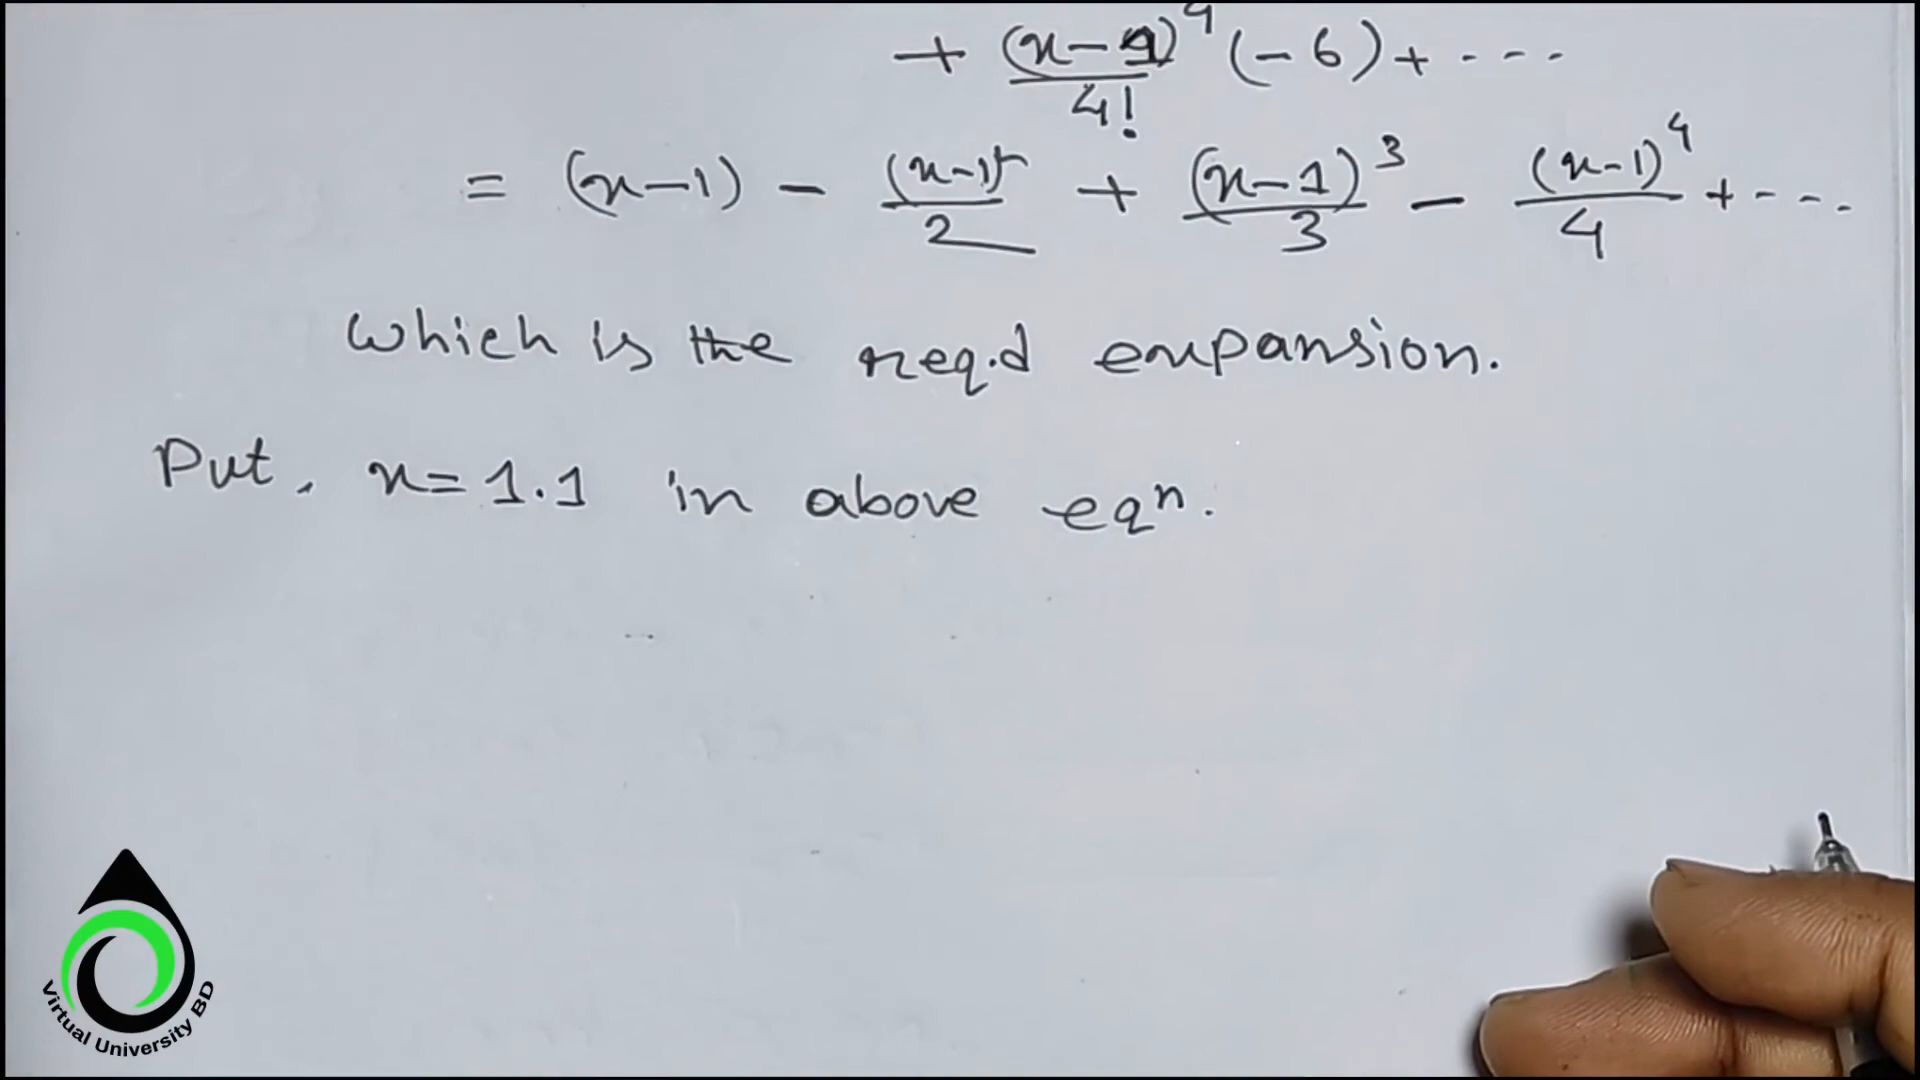 + (x-1)^4/4! (-6) + ----
= (x-1) - (x-1)^2/2 + (x-1)^3/3 - (x-1)^4/4 + ----
which is the req.d expansion.
Put, x=1.1 in above eqn.
Virtual University BD